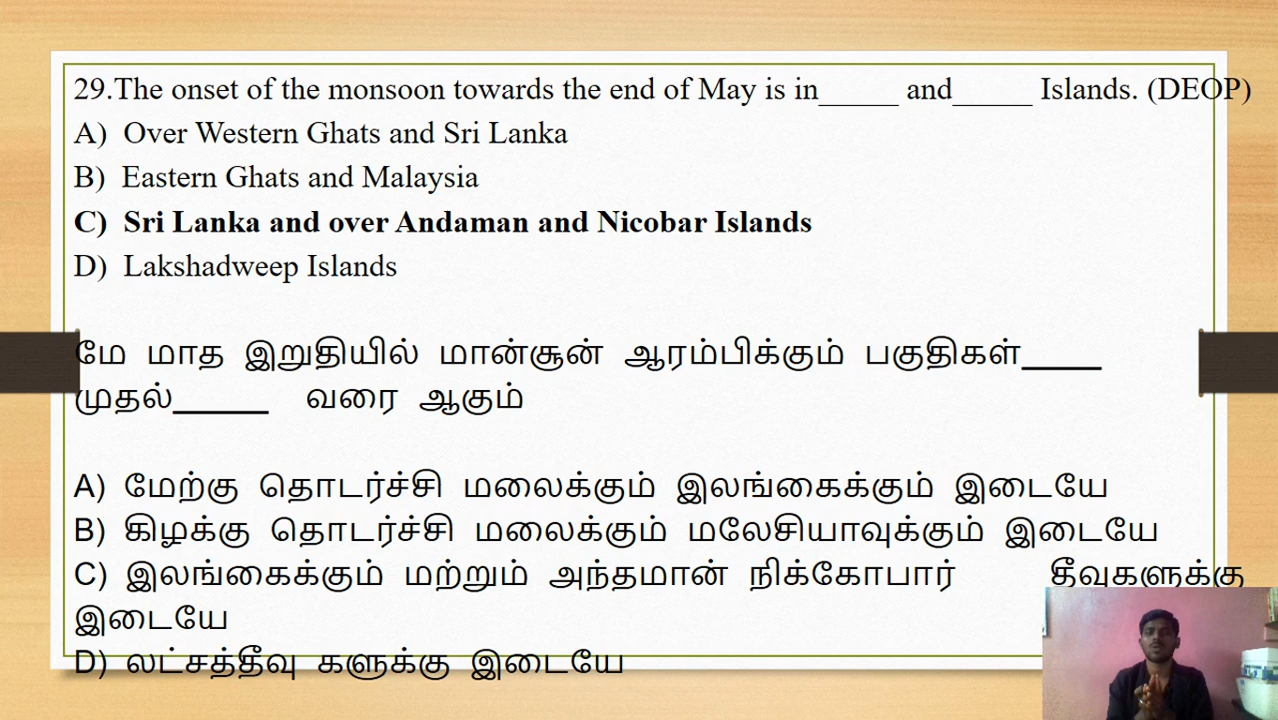 29.The onset of the monsoon towards the end of May is in_____ and_____ Islands. (DEOP)
A) Over Western Ghats and Sri Lanka
B) Eastern Ghats and Malaysia
C) Sri Lanka and over Andaman and Nicobar Islands
D) Lakshadweep Islands
மே மாத இறுதியில் மான்சூன் ஆரம்பிக்கும் பகுதிகள்_____
முதல்______ வரை ஆகும்
A) மேற்கு தொடர்ச்சி மலைக்கும் இலங்கைக்கும் இடையே
B) கிழக்கு தொடர்ச்சி மலைக்கும் மலேசியாவுக்கும் இடையே
C) இலங்கைக்கும் மற்றும் அந்தமான் நிக்கோபார் தீவுகளுக்கு
இடையே
D) லட்சத்தீவு களுக்கு இடையே